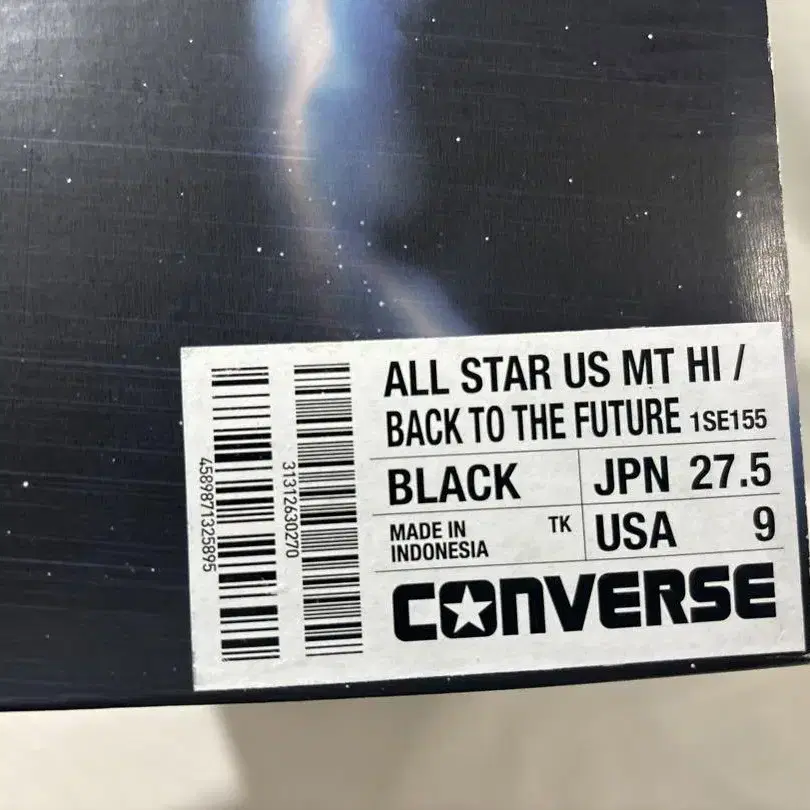 ALL STAR US MT HI /
BACK TO THE FUTURE 1SE155
BLACK
JPN 27.5
MADE IN
INDONESIA
TK
USA 9
CONVERSE
4589871325895
31312630270